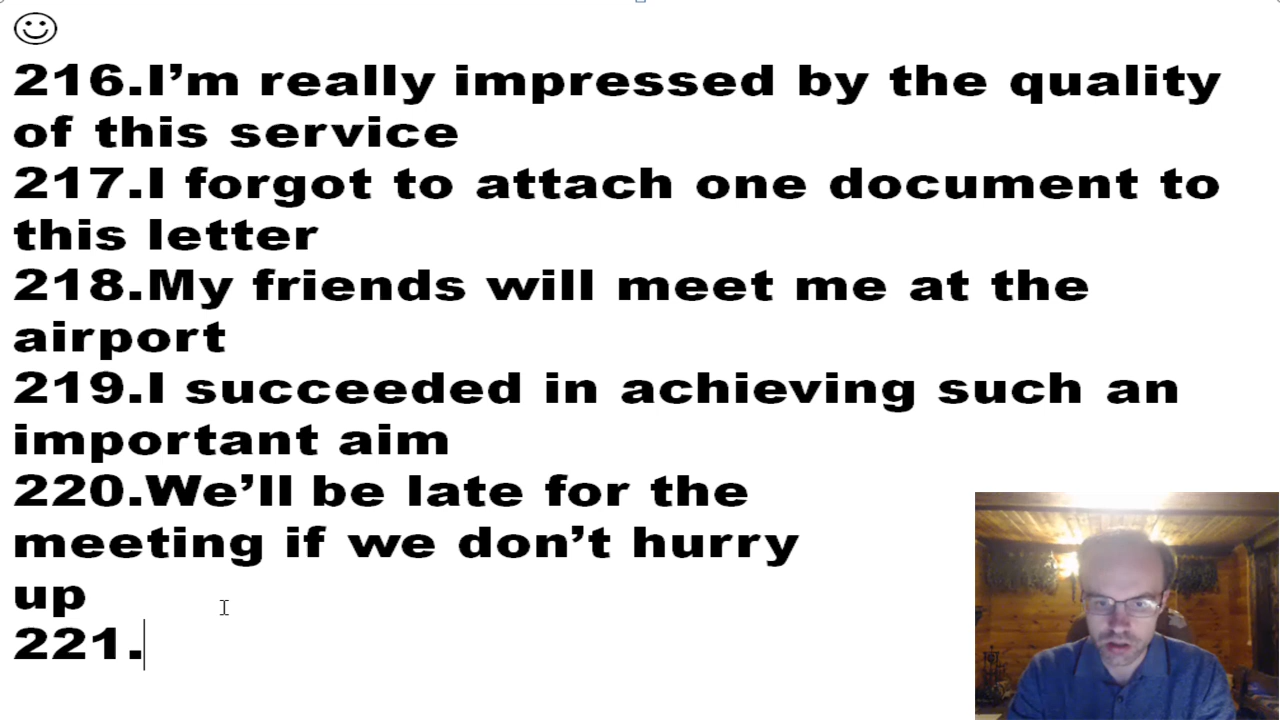 216.I’m really impressed by the quality
of this service
217.I forgot to attach one document to
this letter
218.My friends will meet me at the
airport
219.I succeeded in achieving such an
important aim
220.We’ll be late for the
meeting if we don’t hurry
up
221.